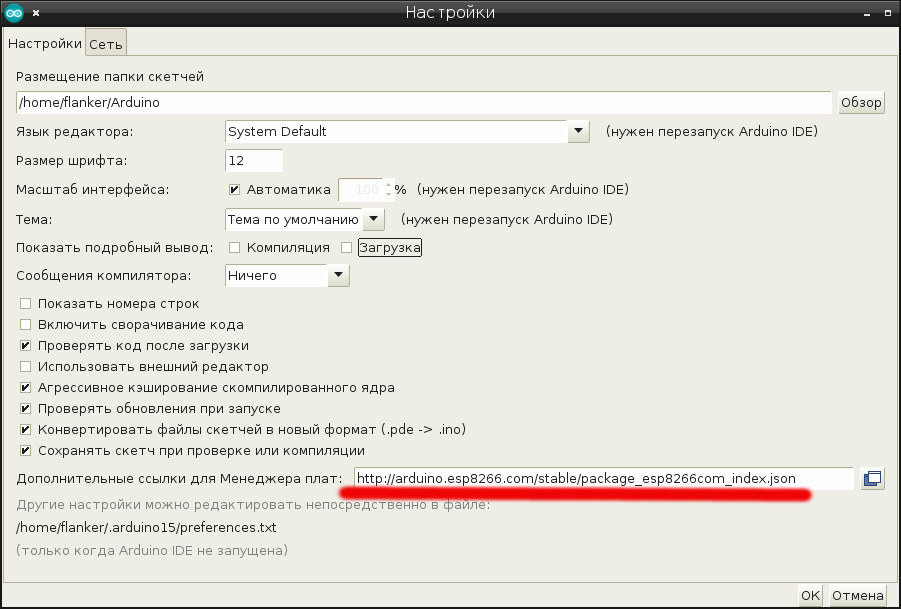 Настройки
Настройки Сеть
Размещение папки скетчей
/home/flanker/Arduino Обзор
Язык редактора: System Default (нужен перезапуск Arduino IDE)
Размер шрифта: 12
Масштаб интерфейса: Автоматика 100 % (нужен перезапуск Arduino IDE)
Тема: Тема по умолчанию (нужен перезапуск Arduino IDE)
Показать подробный вывод: Компиляция Загрузка
Сообщения компилятора: Ничего
Показать номера строк
Включить сворачивание кода
Проверять код после загрузки
Использовать внешний редактор
Агрессивное кэширование скомпилированного ядра
Проверять обновления при запуске
Конвертировать файлы скетчей в новый формат (.pde -> .ino)
Сохранять скетч при проверке или компиляции
Дополнительные ссылки для Менеджера плат: http://arduino.esp8266.com/stable/package_esp8266com_index.json
Другие настройки можно редактировать непосредственно в файле:
/home/flanker/.arduino15/preferences.txt
(только когда Arduino IDE не запущена)
OK Отмена